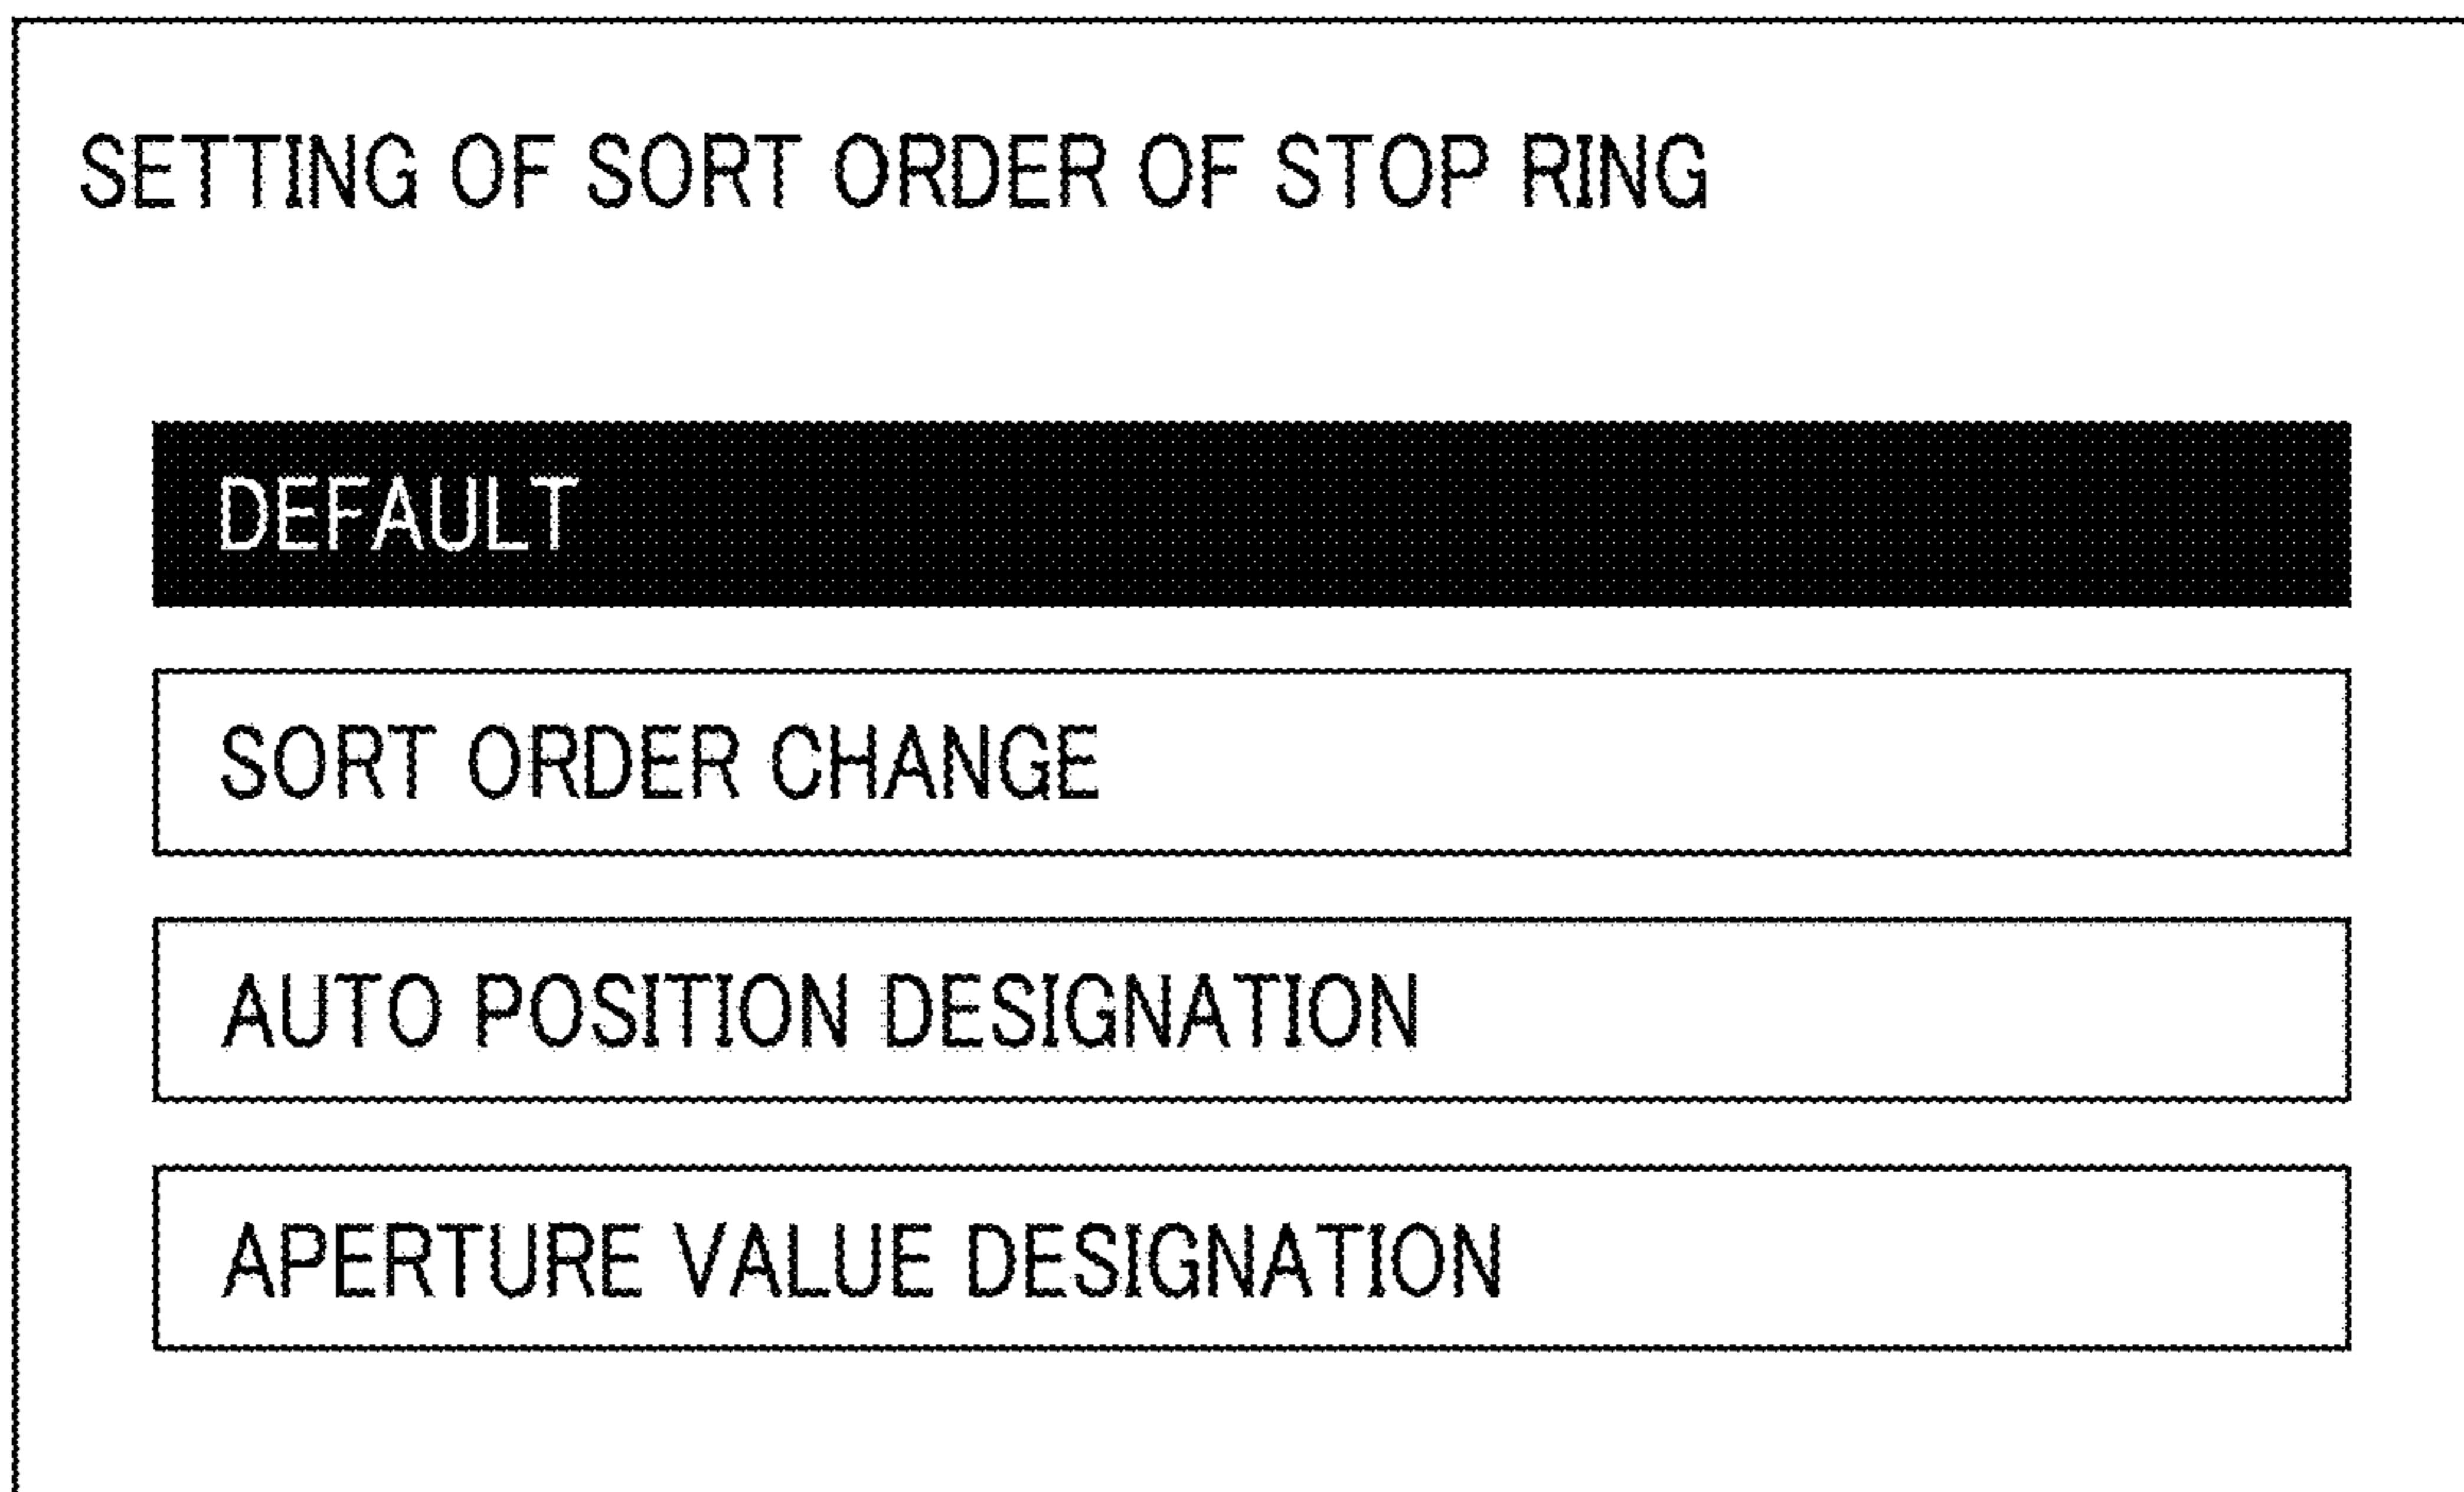 SETTING OF SORT ORDER OF STOP RING
DEFAULT
SORT ORDER CHANGE
AUTO POSITION DESIGNATION
APERTURE VALUE DESIGNATION